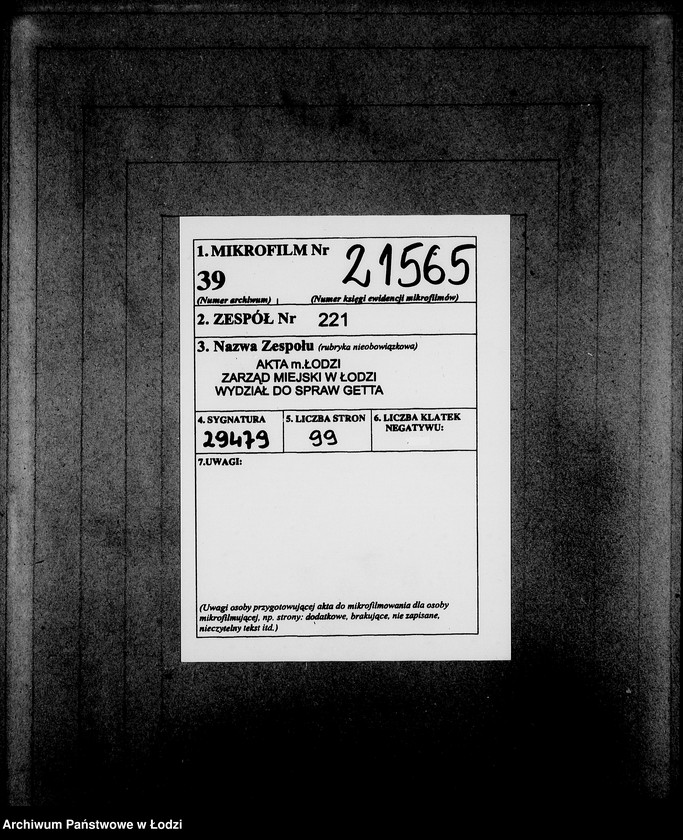 1. MIKROFILM Nr 21565
39
(Numer archiwum) (Numer księgi ewidencji mikrofilmów)
2. ZESPÓŁ Nr 221
3. Nazwa Zespołu (rubryka nieobowiązkowa)
AKTA m.ŁODZI
ZARZĄD MIEJSKI W ŁODZI
WYDZIAŁ DO SPRAW GETTA
4. SYGNATURA 5. LICZBA STRON 6. LICZBA KLATEK
NEGATYWU:
29479 99
7.UWAGI:
(Uwagi osoby przygotowującej akta do mikrofilmowania dla osoby
mikrofilmującej, np. strony: dodatkowe, brakujące, nie zapisane,
nieczytelny tekst itd.)
Archiwum Państwowe w Łodzi